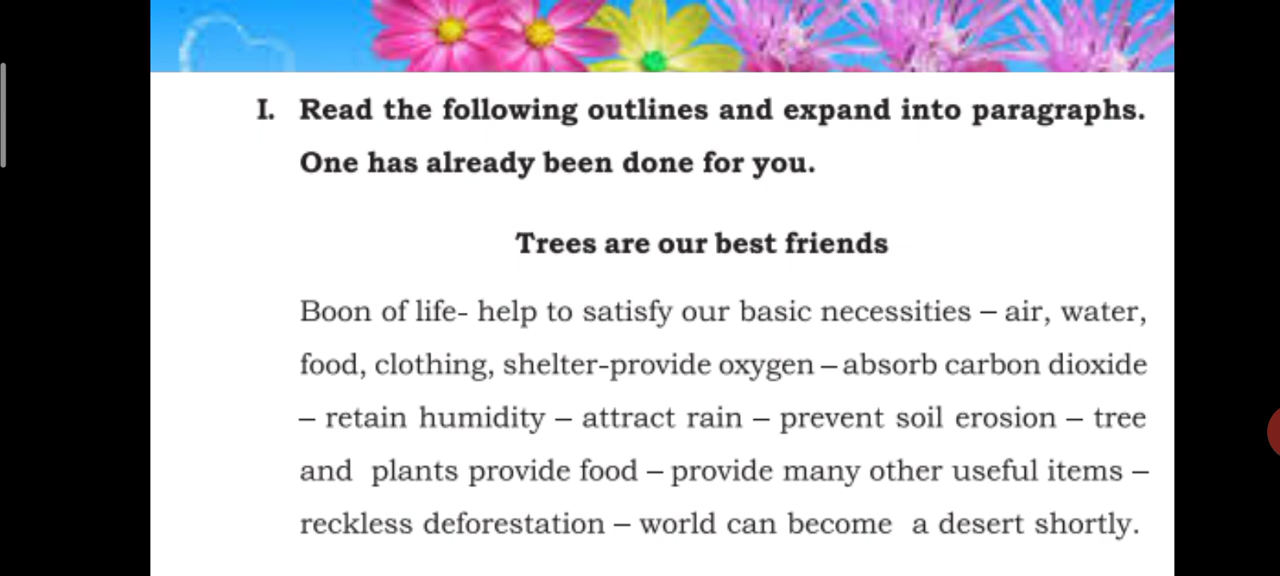 I. Read the following outlines and expand into paragraphs.
One has already been done for you.
Trees are our best friends
Boon of life- help to satisfy our basic necessities – air, water,
food, clothing, shelter-provide oxygen – absorb carbon dioxide
– retain humidity – attract rain – prevent soil erosion – tree
and plants provide food – provide many other useful items –
reckless deforestation – world can become a desert shortly.